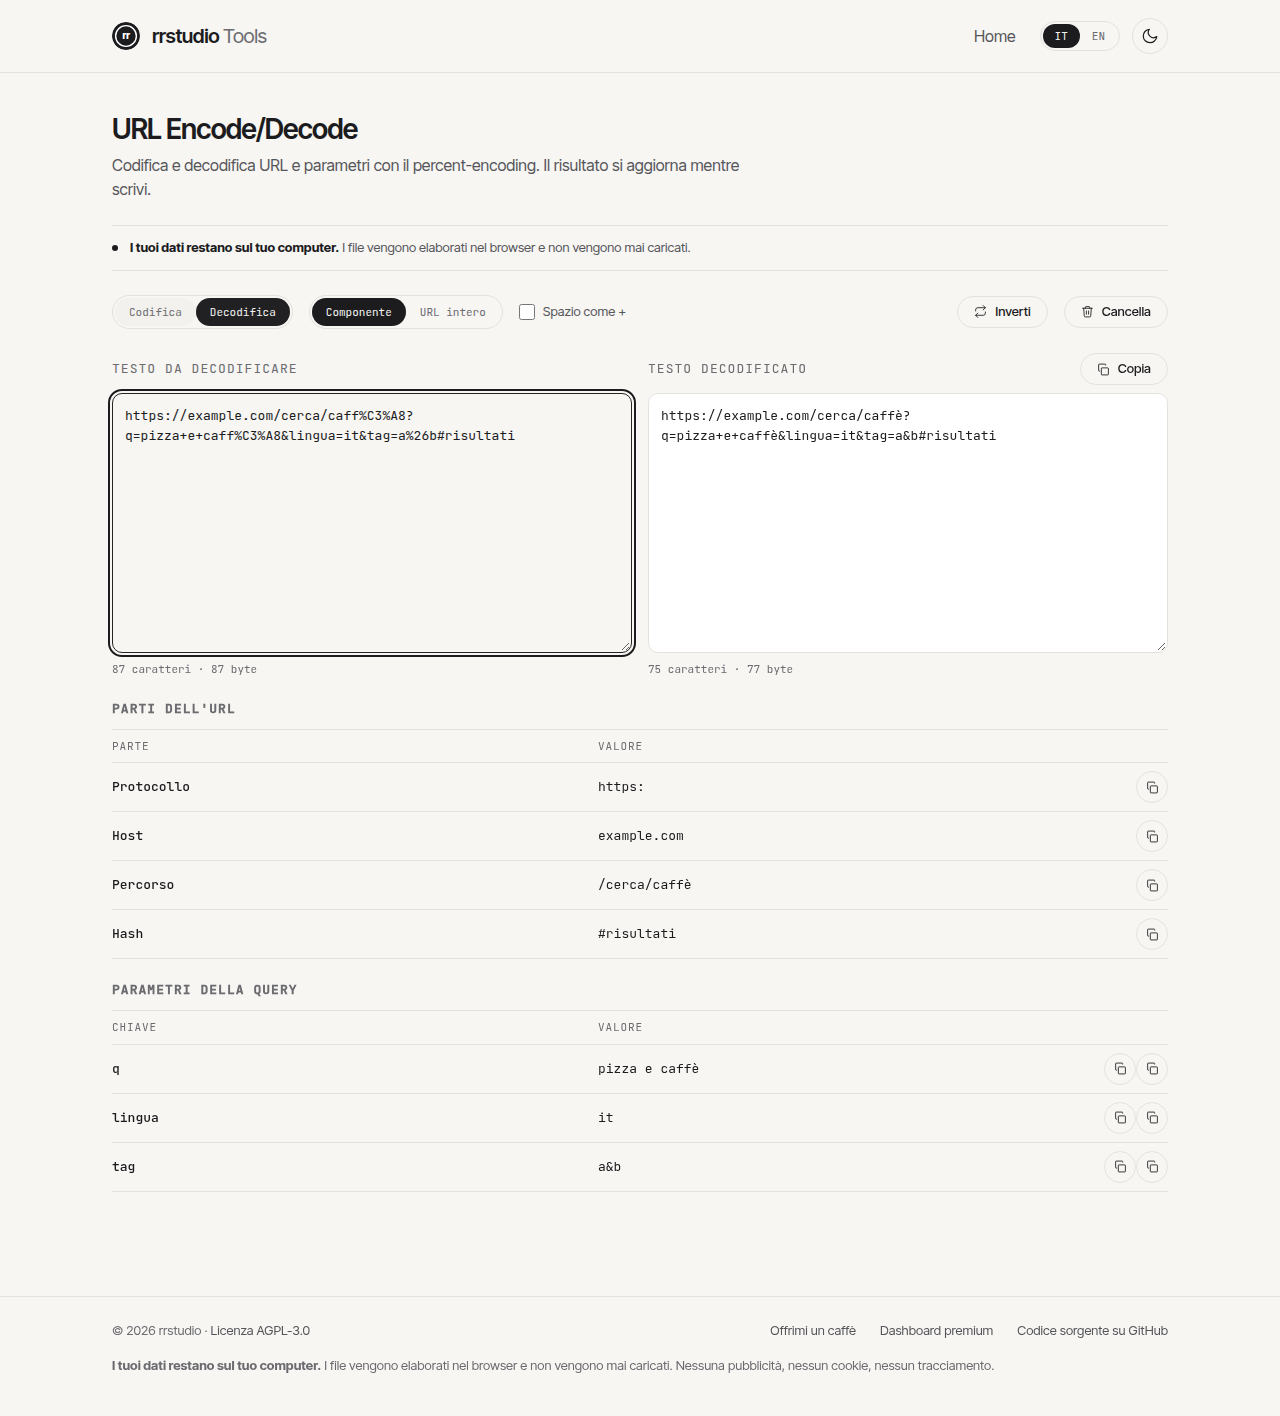 rr rrstudio Tools
Home
IT EN
URL Encode/Decode
Codifica e decodifica URL e parametri con il percent-encoding. Il risultato si aggiorna mentre
scrivi.
I tuoi dati restano sul tuo computer. I file vengono elaborati nel browser e non vengono mai caricati.
Codifica Decodifica
Componente URL intero
Spazio come +
Inverti
Cancella
TESTO DA DECODIFICARE
https://example.com/cerca/caff%C3%A8?
q=pizza+e+caff%C3%A8&lingua=it&tag=a%26b#risultati
87 caratteri · 87 byte
TESTO DECODIFICATO
Copia
https://example.com/cerca/caffè?
q=pizza+e+caffè&lingua=it&tag=a&b#risultati
75 caratteri · 77 byte
PARTI DELL'URL
PARTE VALORE
Protocollo https:
Host example.com
Percorso /cerca/caffè
Hash #risultati
PARAMETRI DELLA QUERY
CHIAVE VALORE
q pizza e caffè
lingua it
tag a&b
© 2026 rrstudio · Licenza AGPL-3.0
Offrimi un caffè Dashboard premium Codice sorgente su GitHub
I tuoi dati restano sul tuo computer. I file vengono elaborati nel browser e non vengono mai caricati. Nessuna pubblicità, nessun cookie, nessun tracciamento.